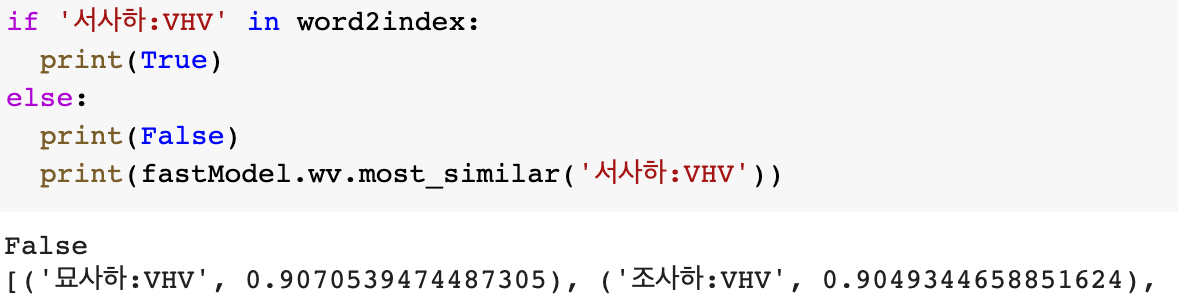 if '서사하:VHV' in word2index:
  print(True)
else:
  print(False)
  print(fastModel.wv.most_similar('서사하:VHV'))
False
[('묘사하:VHV', 0.9070539474487305), ('조사하:VHV', 0.9049344658851624),